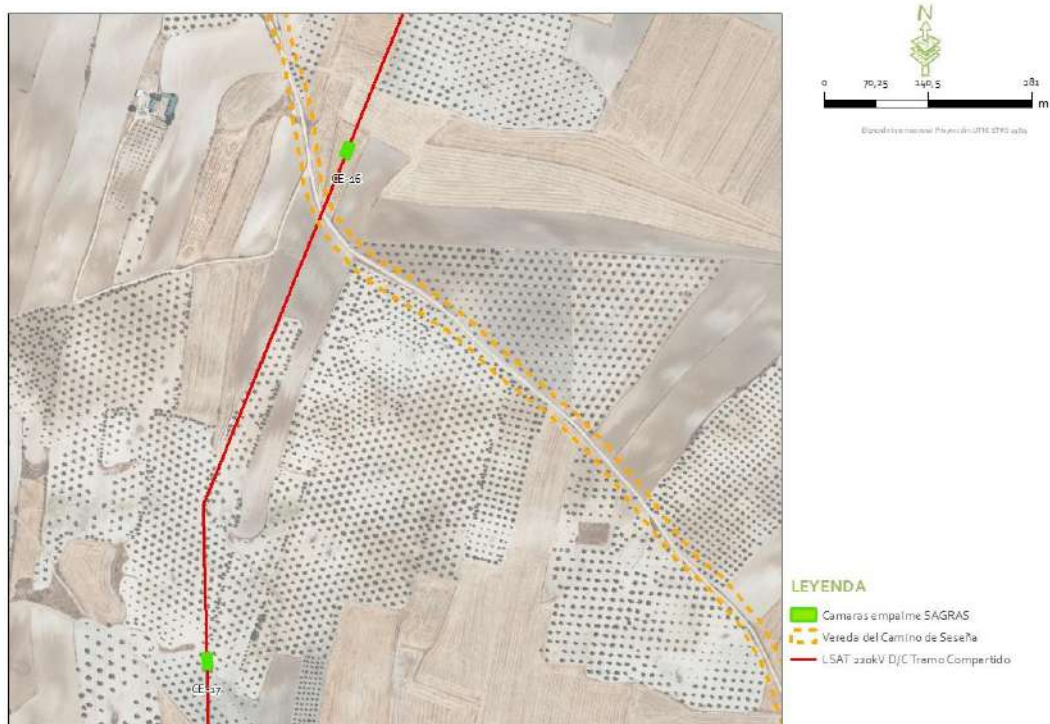 N
0 70,25 140,5 281
m
CE-16
CE-17
LEYENDA
Camaras empalme SAGRAS
Vereda del Camino de Seseña
LSAT 220kV D/C Tramo Compartido